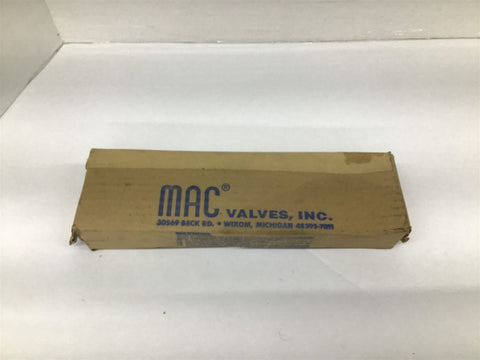 MAC® VALVES, INC.
30569 BECK RD. • WIXOM, MICHIGAN 48393-7011